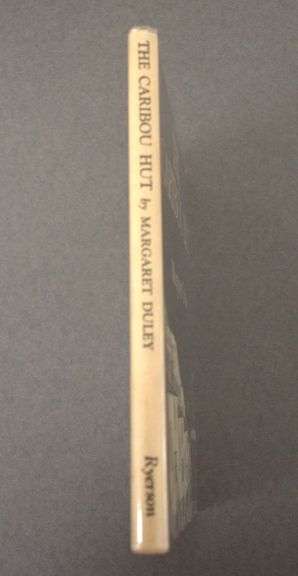 THE CARIBOU HUT by MARGARET DULEY
Ryerson